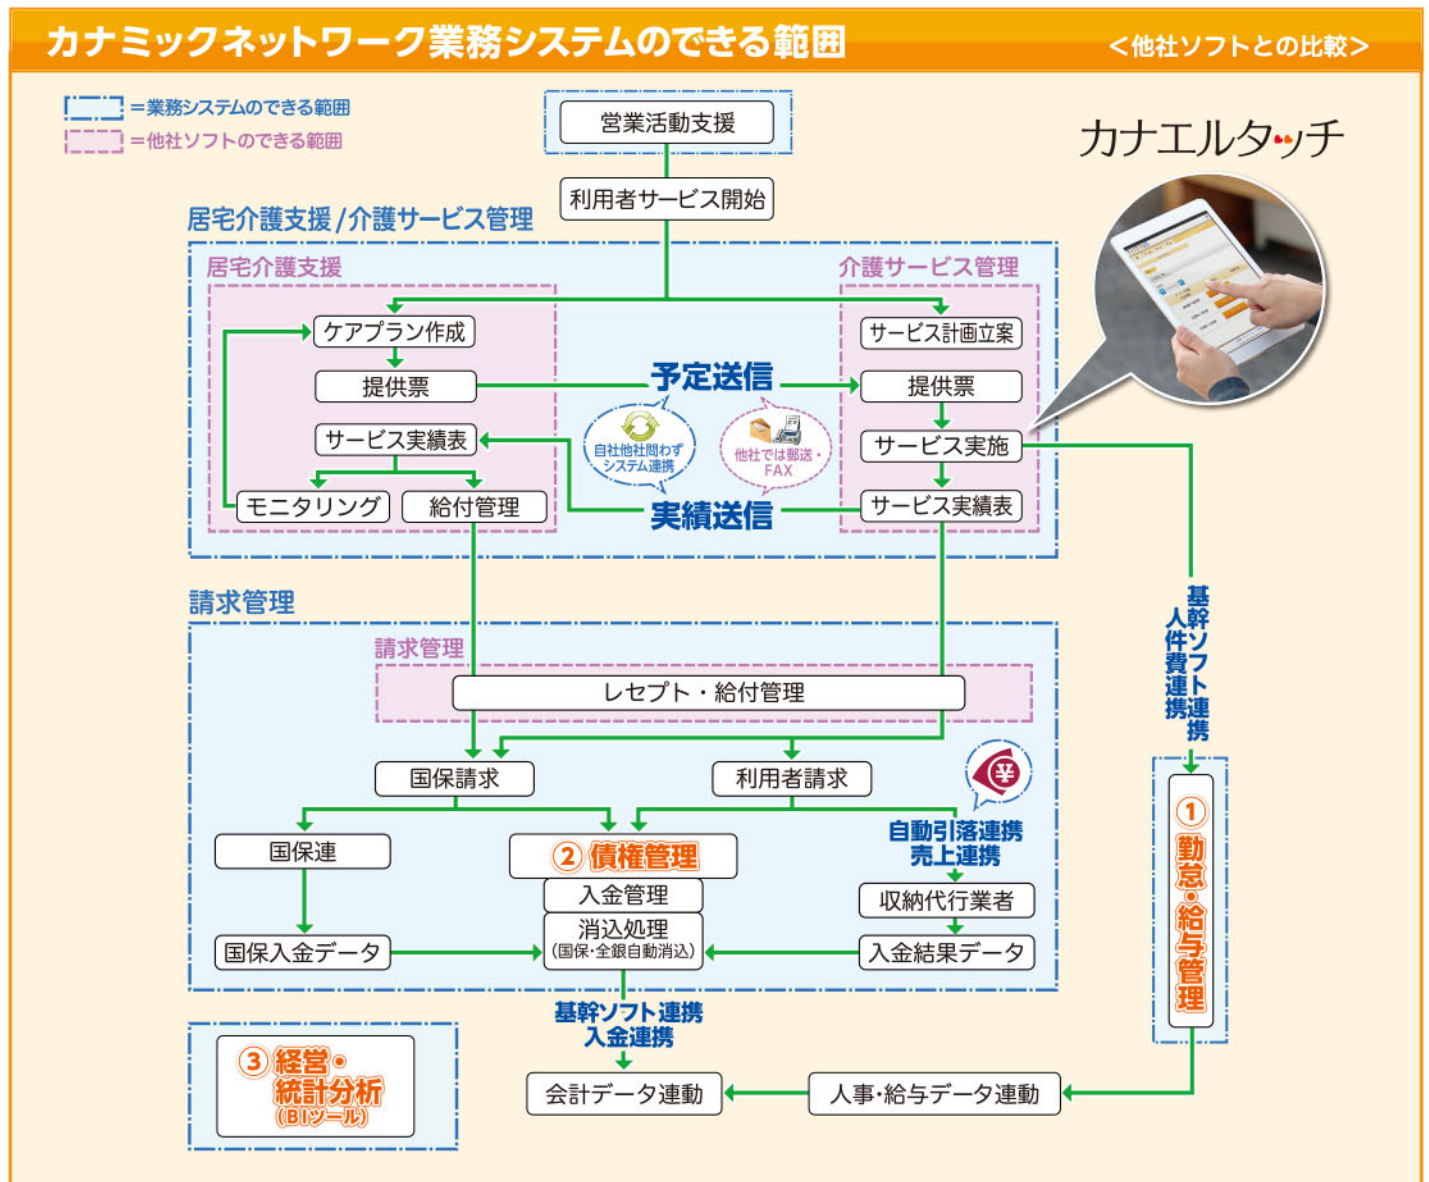 カナミックネットワーク業務システムのできる範囲
<他社ソフトとの比較>
=業務システムのできる範囲
=他社ソフトのできる範囲
営業活動支援
カナエルタッチ
利用者サービス開始
居宅介護支援/介護サービス管理
居宅介護支援
介護サービス管理
ケアプラン作成
サービス計画立案
提供票
予定送信
提供票
サービス実績表
自社他社問わず
システム連携
他社では郵送・
FAX
サービス実施
モニタリング
給付管理
実績送信
サービス実績表
基幹ソフト連携
人件費連携
請求管理
請求管理
レセプト・給付管理
国保請求
利用者請求
¥
自動引落連携
売上連携
国保連
② 債権管理
入金管理
収納代行業者
消込処理
(国保・全銀自動消込)
国保入金データ
入金結果データ
① 勤怠・給与管理
基幹ソフト連携
入金連携
③ 経営・
統計分析
(BIツール)
会計データ連動
人事・給与データ連動